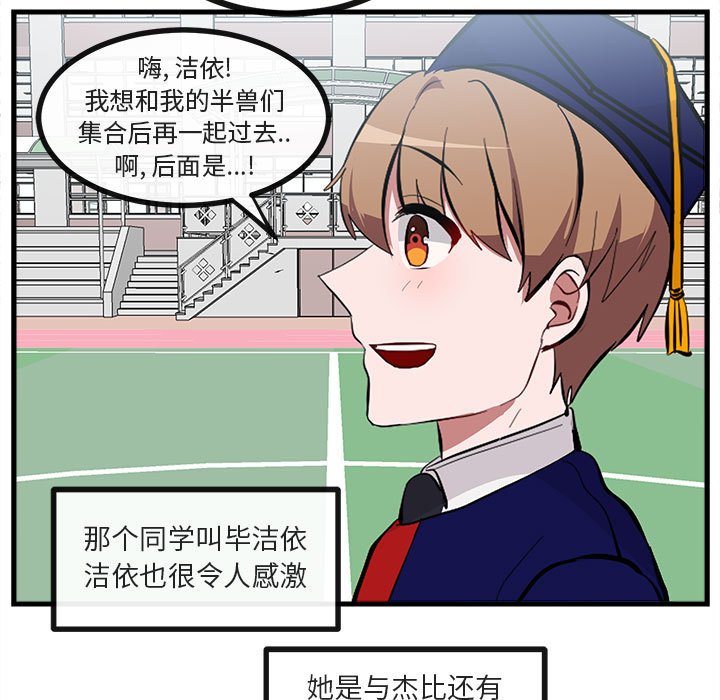 嗨, 洁依!
我想和我的半兽们
集合后再一起过去..
啊, 后面是...!
那个同学叫毕洁依
洁依也很令人感激
她是与杰比还有